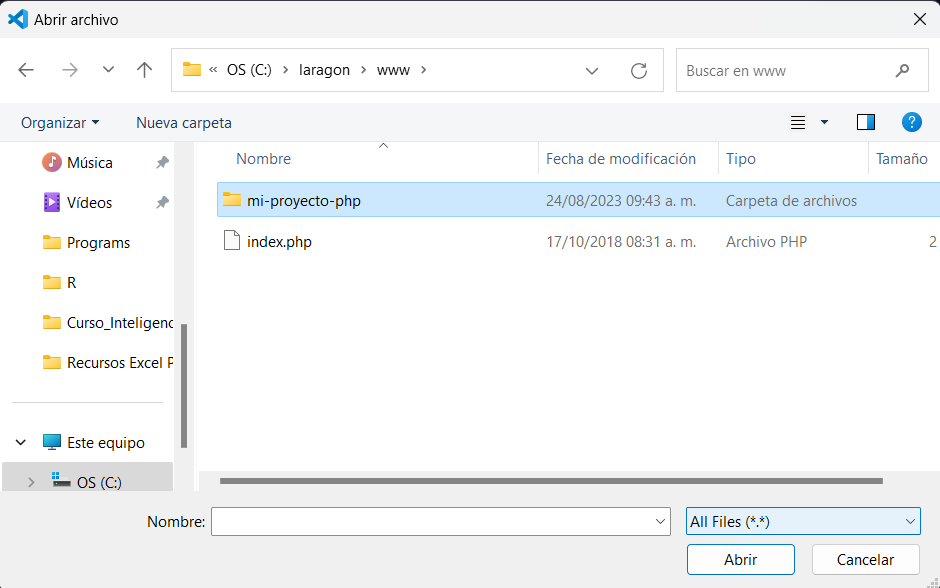 Abrir archivo
« OS (C:) › laragon › www ›
Buscar en www
Organizar
Nueva carpeta
?
Nombre
Fecha de modificación
Tipo
Tamaño
Música
Vídeos
Programs
R
Curso_Inteligenc
Recursos Excel P
Este equipo
OS (C:)
mi-proyecto-php
24/08/2023 09:43 a. m.
Carpeta de archivos
index.php
17/10/2018 08:31 a. m.
Archivo PHP
2
Nombre:
All Files (*.*)
Abrir
Cancelar